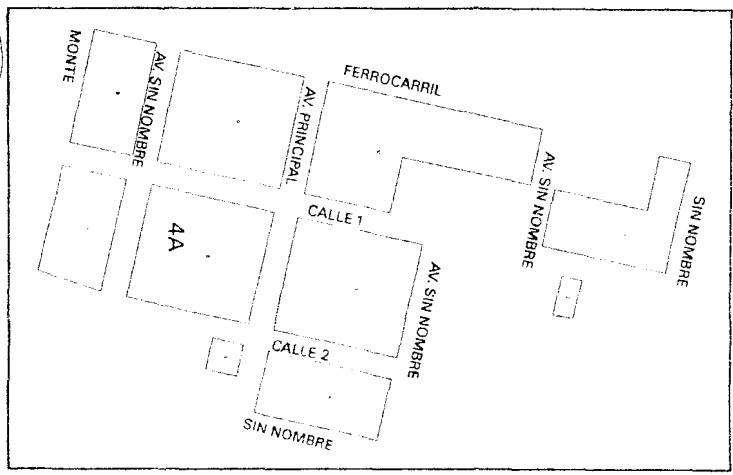 MONTE
AV. SIN NOMBRE
AV. PRINCIPAL
FERROCARRIL
AV. SIN NOMBRE
SIN NOMBRE
CALLE 1
4A
AV. SIN NOMBRE
CALLE 2
SIN NOMBRE